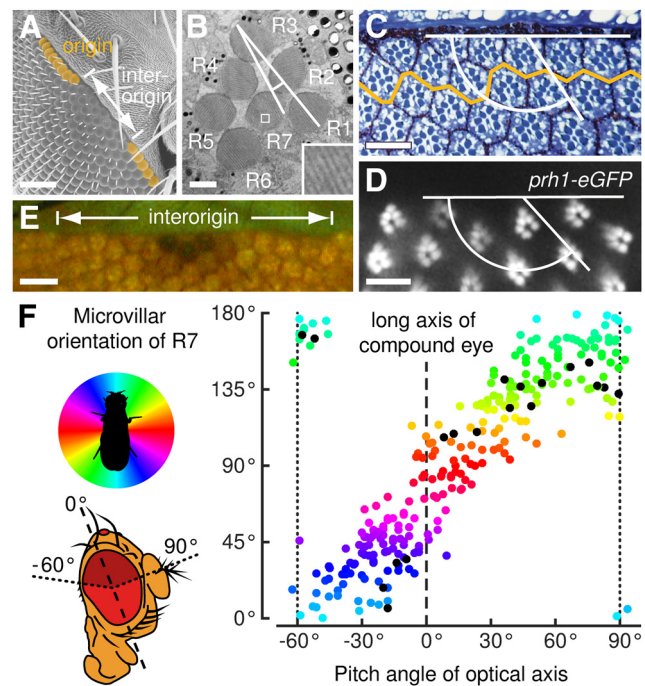 A
origin
inter-
origin
B
R3
R4
R2
R1
R5
R7
R6
C
D
prh1-eGFP
E
interorigin
F
Microvillar
orientation of R7
0°
-60°
90°
long axis of
compound eye
180°
135°
90°
45°
0°
-60°
-30°
0°
30°
60°
90°
Pitch angle of optical axis